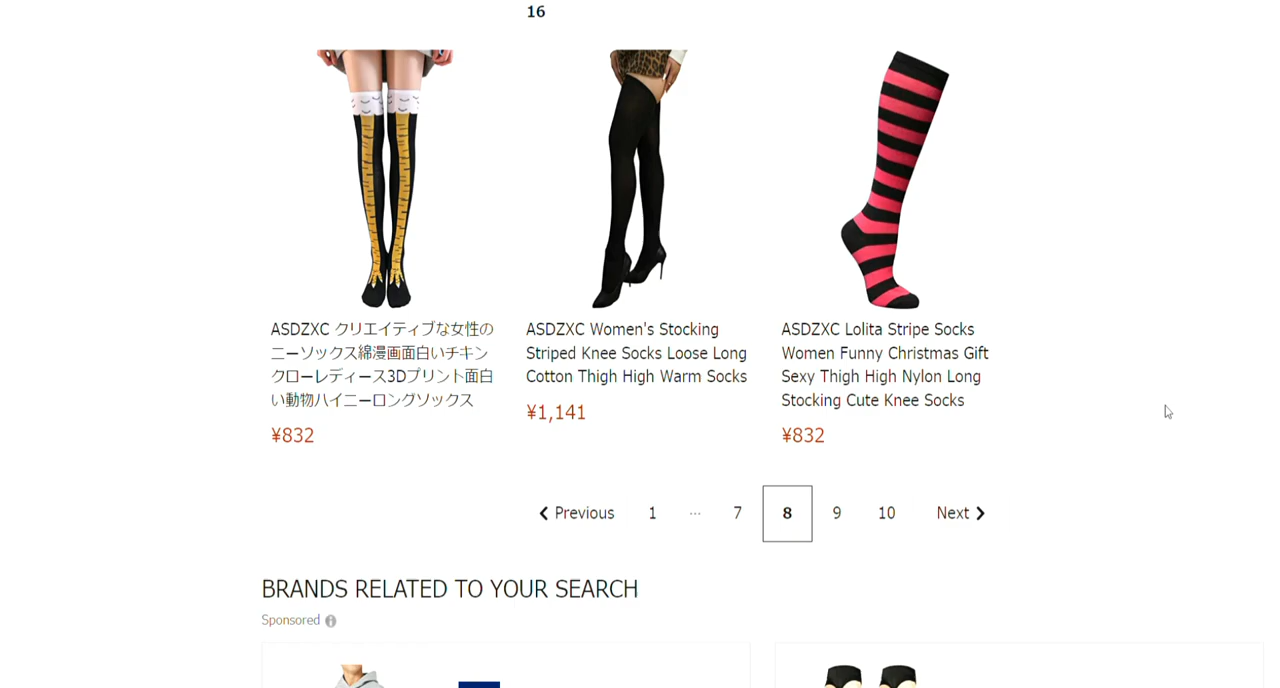 16
ASDZXC クリエイティブな女性の
ニーソックス綿漫画面白いチキン
クローレディース3Dプリント面白
い動物ハイニーロングソックス
¥832
ASDZXC Women's Stocking
Striped Knee Socks Loose Long
Cotton Thigh High Warm Socks
¥1,141
ASDZXC Lolita Stripe Socks
Women Funny Christmas Gift
Sexy Thigh High Nylon Long
Stocking Cute Knee Socks
¥832
Previous 1 ... 7 8 9 10 Next
BRANDS RELATED TO YOUR SEARCH
Sponsored